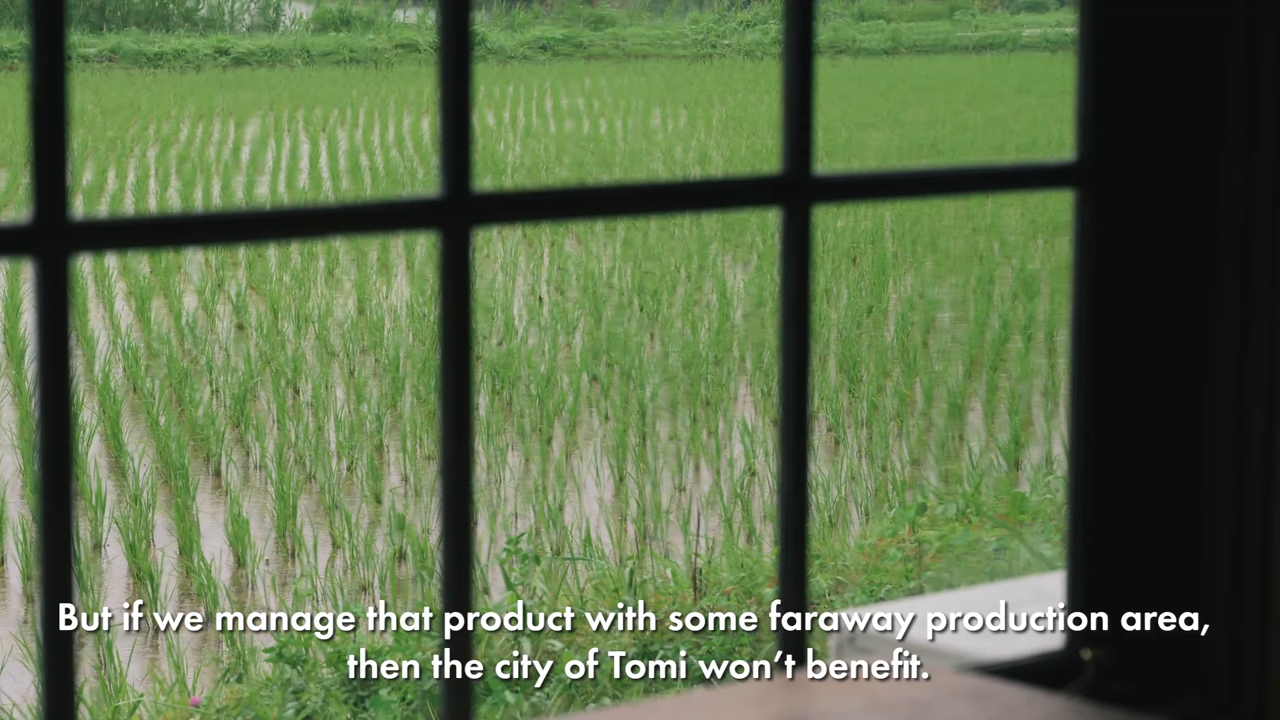 But if we manage that product with some faraway production area,
then the city of Tomi won't benefit.